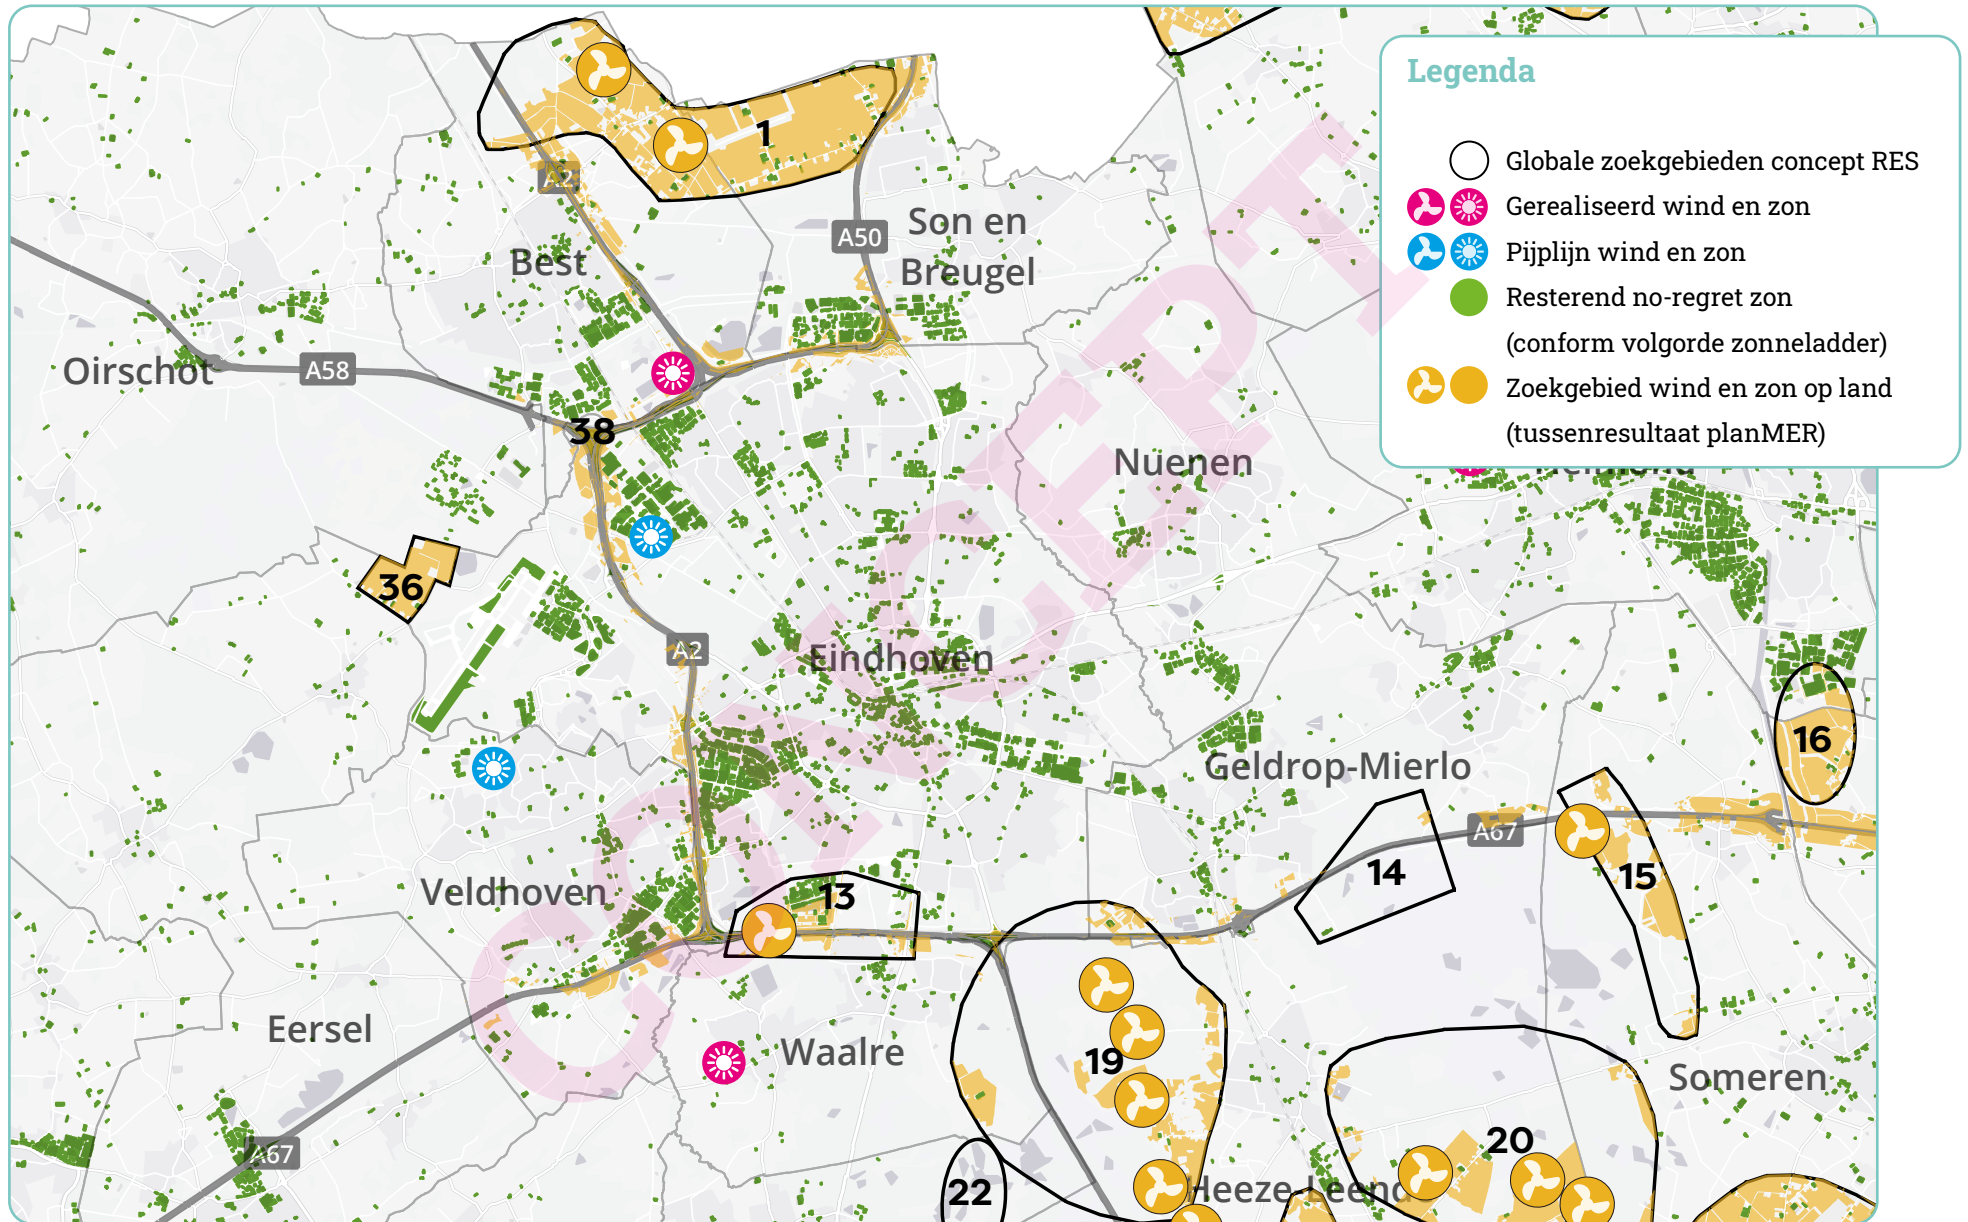 Legenda
Globale zoekgebieden concept RES
Gerealiseerd wind en zon
Pijplijn wind en zon
Resterend no-regret zon
(conform volgorde zonneladder)
Zoekgebied wind en zon op land
(tussenresultaat planMER)
1
A2
Son en
Breugel
A50
Best
Oirschot
A58
38
Nuenen
Helmond
36
A2
Eindhoven
16
Geldrop-Mierlo
A67
14
15
Veldhoven
13
Eersel
Waalre
19
Someren
20
A67
22
Heeze-Leende
CONCEPT